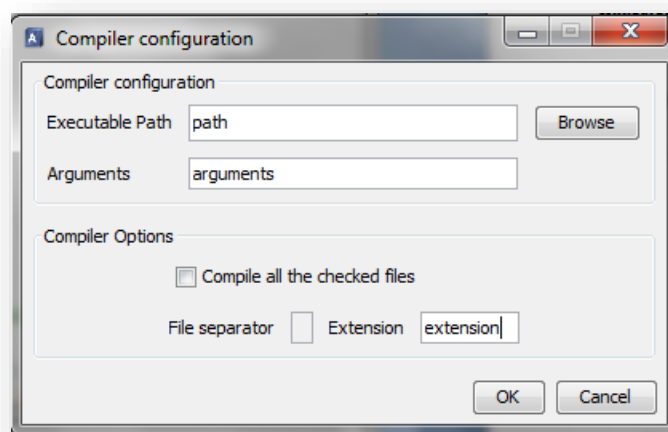 Compiler configuration
Compiler configuration
Executable Path path Browse
Arguments arguments
Compiler Options
Compile all the checked files
File separator Extension extension
OK Cancel